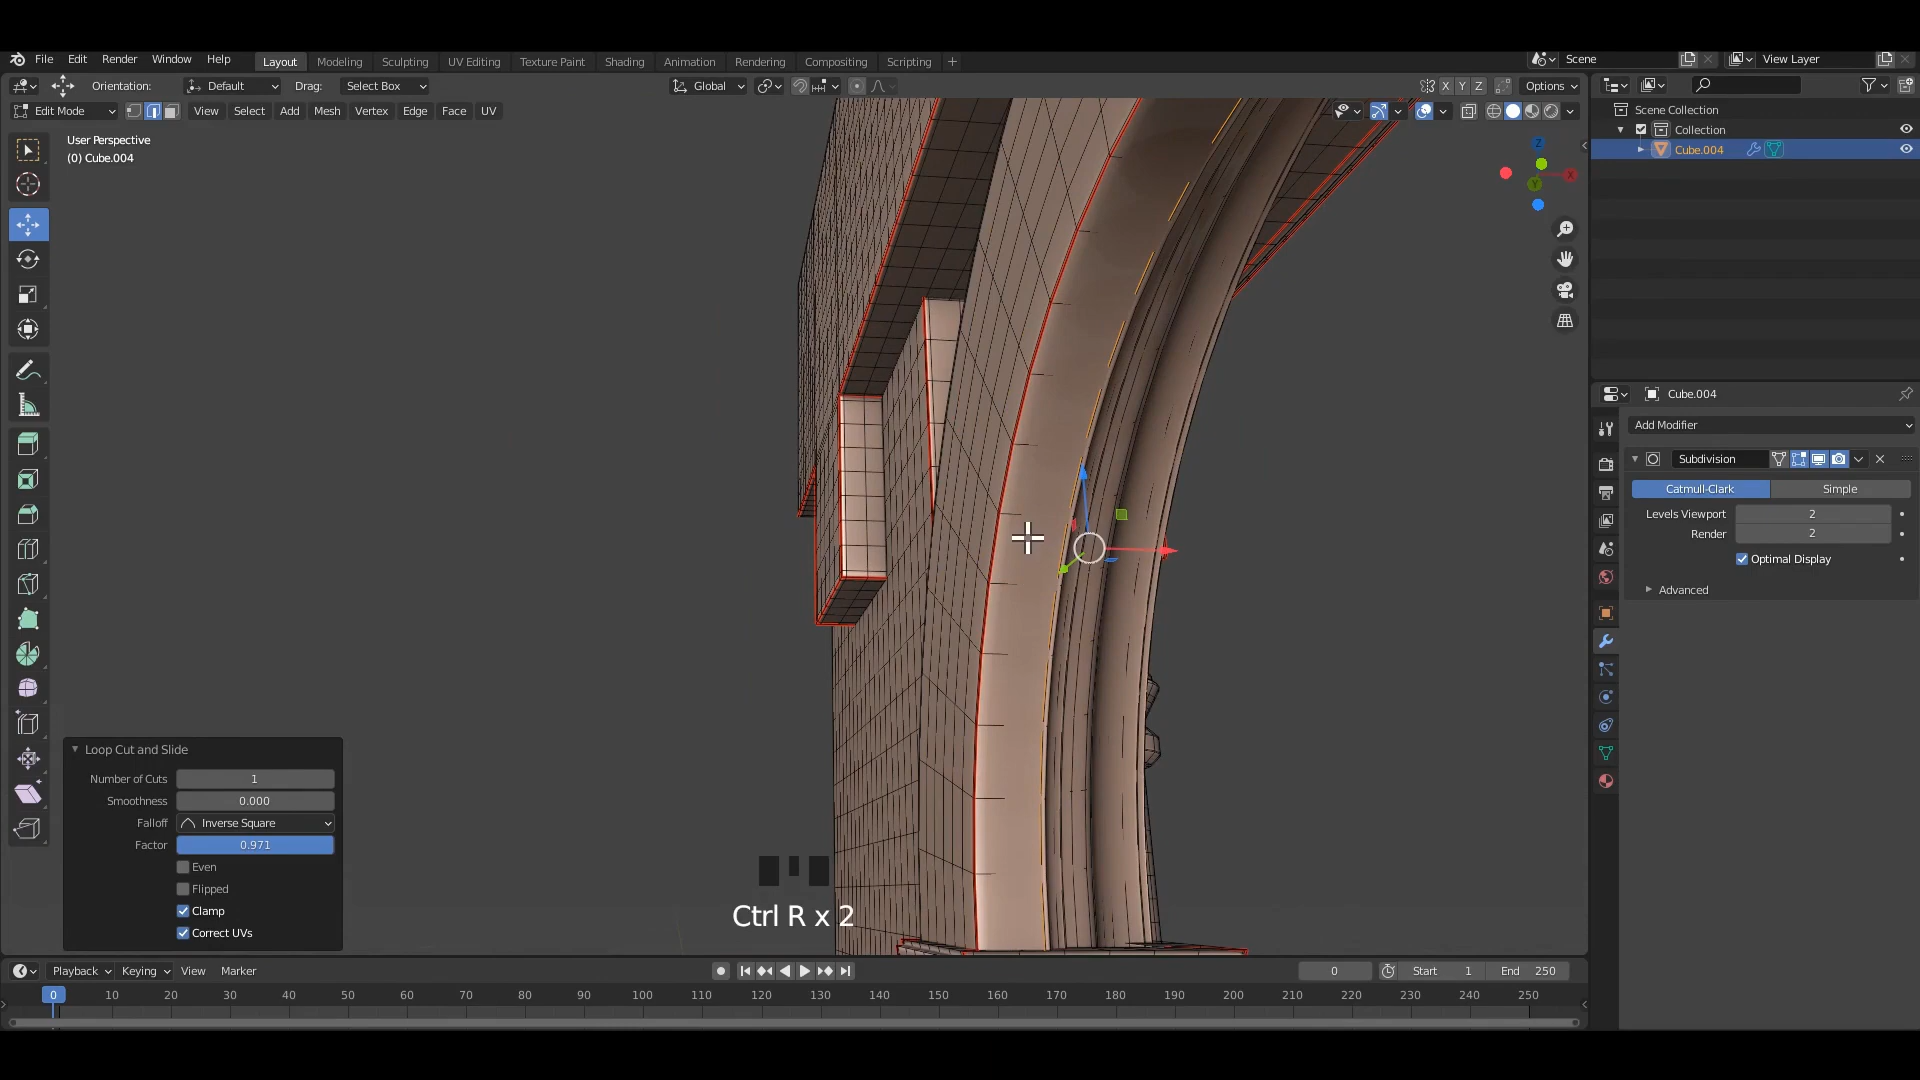 File Edit Render Window Help Layout Modeling Sculpting UV Editing Texture Paint Shading Animation Rendering Compositing Scripting + Scene View Layer
Orientation: Default Drag: Select Box Global X Y Z Options
Edit Mode View Select Add Mesh Vertex Edge Face UV
User Perspective
(0) Cube.004
Scene Collection
Collection
Cube.004
Z
X
Y
Cube.004
Add Modifier
Subdivision
Catmull-Clark Simple
Levels Viewport 2
Render 2
Optimal Display
Advanced
Loop Cut and Slide
Number of Cuts 1
Smoothness 0.000
Falloff Inverse Square
Factor 0.971
Even
Flipped
Clamp
Correct UVs
Ctrl R x 2
Playback Keying View Marker 0 Start 1 End 250
0 10 20 30 40 50 60 70 80 90 100 110 120 130 140 150 160 170 180 190 200 210 220 230 240 250